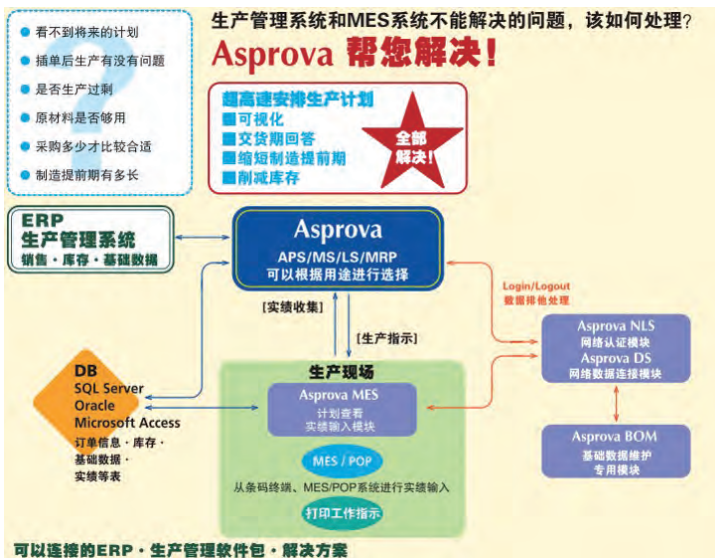 看不到将来的计划
插单后生产有没有问题
是否生产过剩
原材料是否够用
采购多少才比较合适
制造提前期有多长
?
生产管理系统和MES系统不能解决的问题，该如何处理?
Asprova 帮您解决!
超高速安排生产计划
可视化
交货期回答
缩短制造提前期
削减库存
全部
解决!
ERP
生产管理系统
销售·库存·基础数据
Asprova
APS/MS/LS/MRP
可以根据用途进行选择
[实绩收集]
[生产指示]
Login/Logout
数据排他处理
Asprova NLS
网络认证模块
Asprova DS
网络数据连接模块
DB
SQL Server
Oracle
Microsoft Access
订单信息·库存·
基础数据·
实绩等表
生产现场
Asprova MES
计划查看
实绩输入模块
MES / POP
从条码终端、MES/POP系统进行实绩输入
打印工作指示
Asprova BOM
基础数据维护
专用模块
可以连接的ERP·生产管理软件包·解决方案